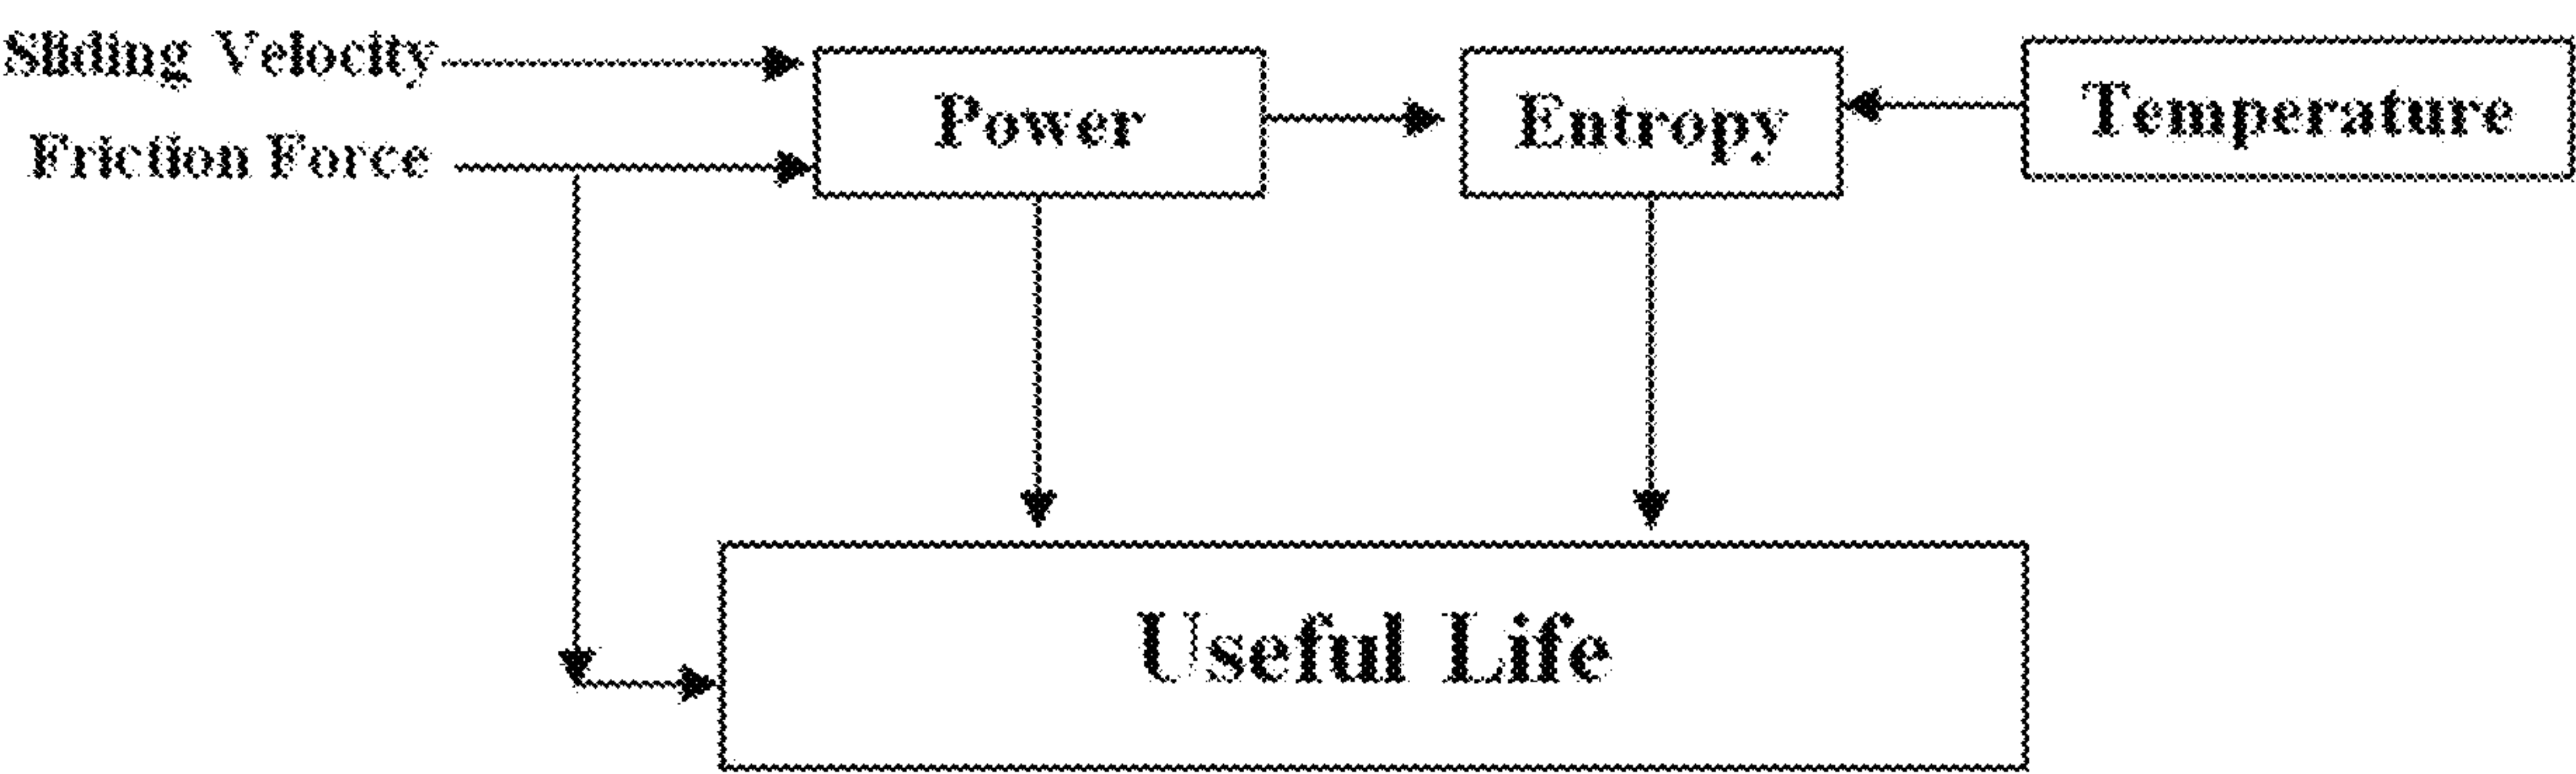 Sliding Velocity
Power
Entropy
Temperature
Friction Force
Useful Life